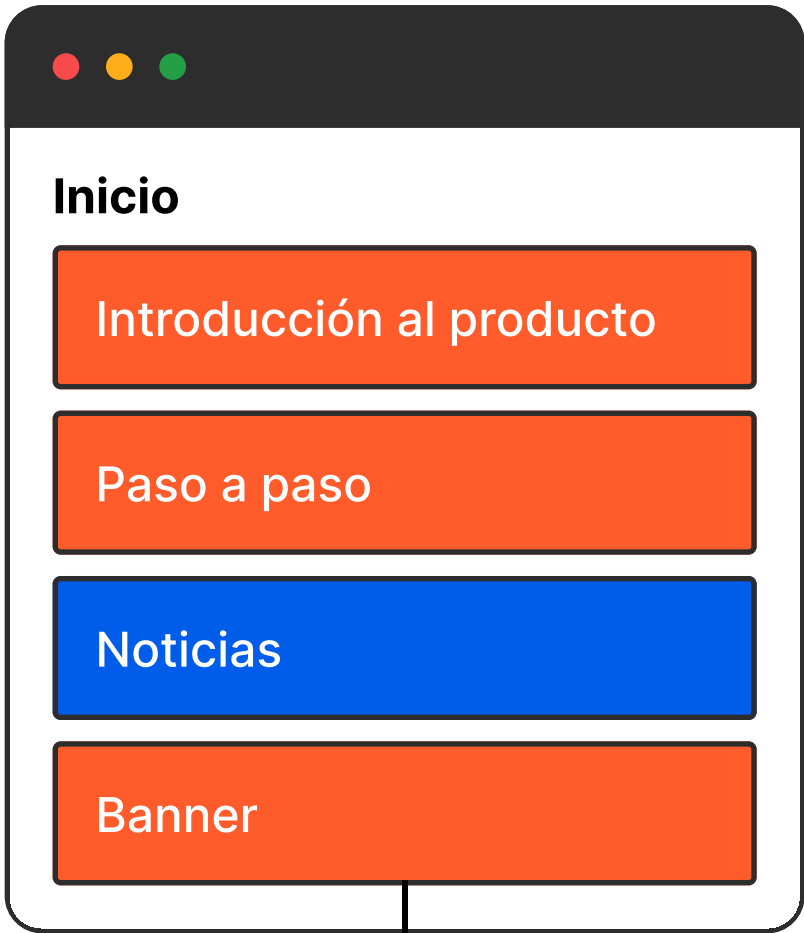 Inicio
Introducción al producto
Paso a paso
Noticias
Banner